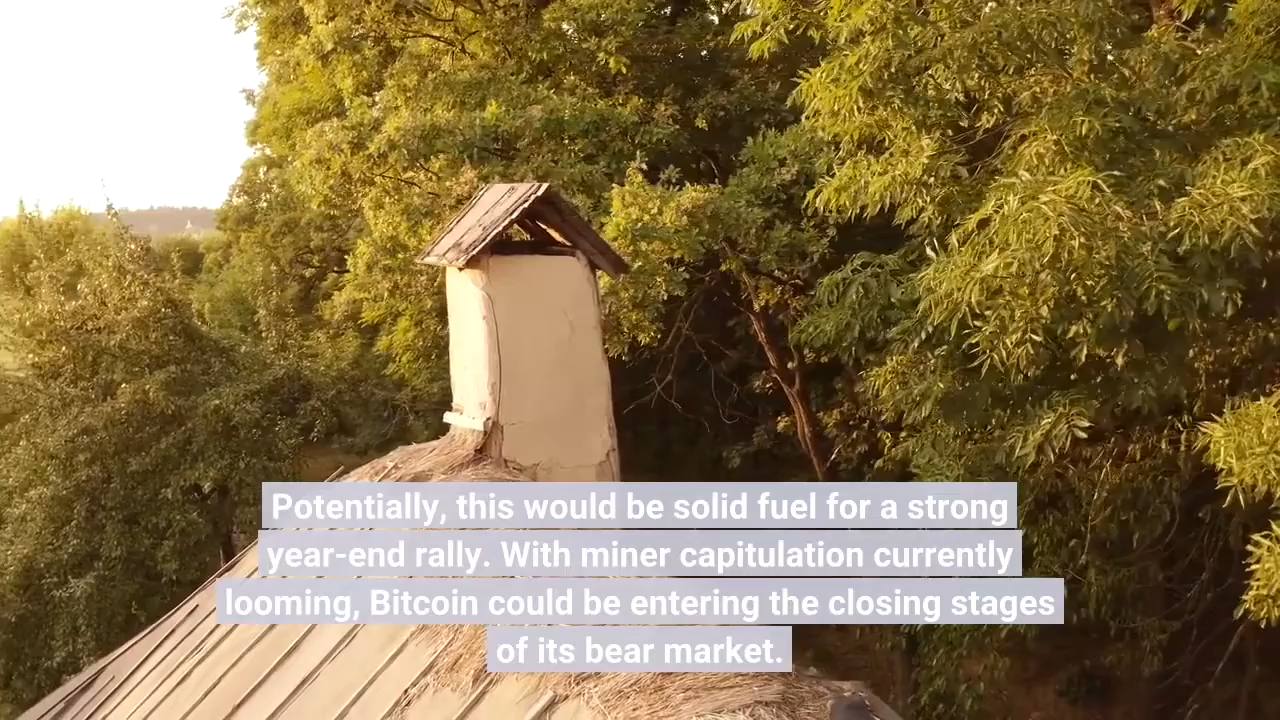 Potentially, this would be solid fuel for a strong
year-end rally. With miner capitulation currently
looming, Bitcoin could be entering the closing stages
of its bear market.